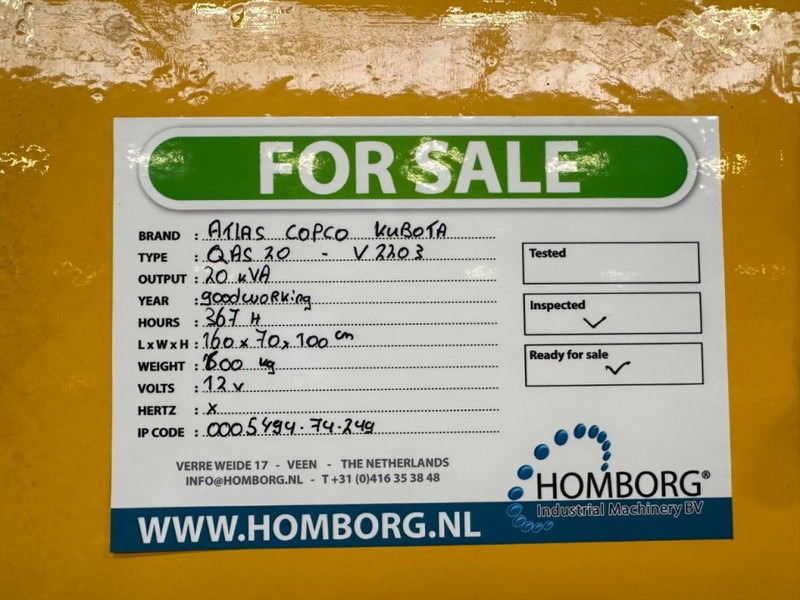 FOR SALE
BRAND : ATLAS COPCO KUBOTA
TYPE : QAS 20 - V2203
OUTPUT : 20 kVA
YEAR : goodworking
HOURS : 367 H
L x W x H : 160 x 70 x 100 cm
WEIGHT : 600 kg
VOLTS : 12 v
HERTZ : x
IP CODE : 0005494-74-249
Tested
Inspected ✓
Ready for sale ✓
VERRE WEIDE 17 - VEEN - THE NETHERLANDS
INFO@HOMBORG.NL - T +31 (0)416 35 38 48
HOMBORG®
Industrial Machinery BV
WWW.HOMBORG.NL